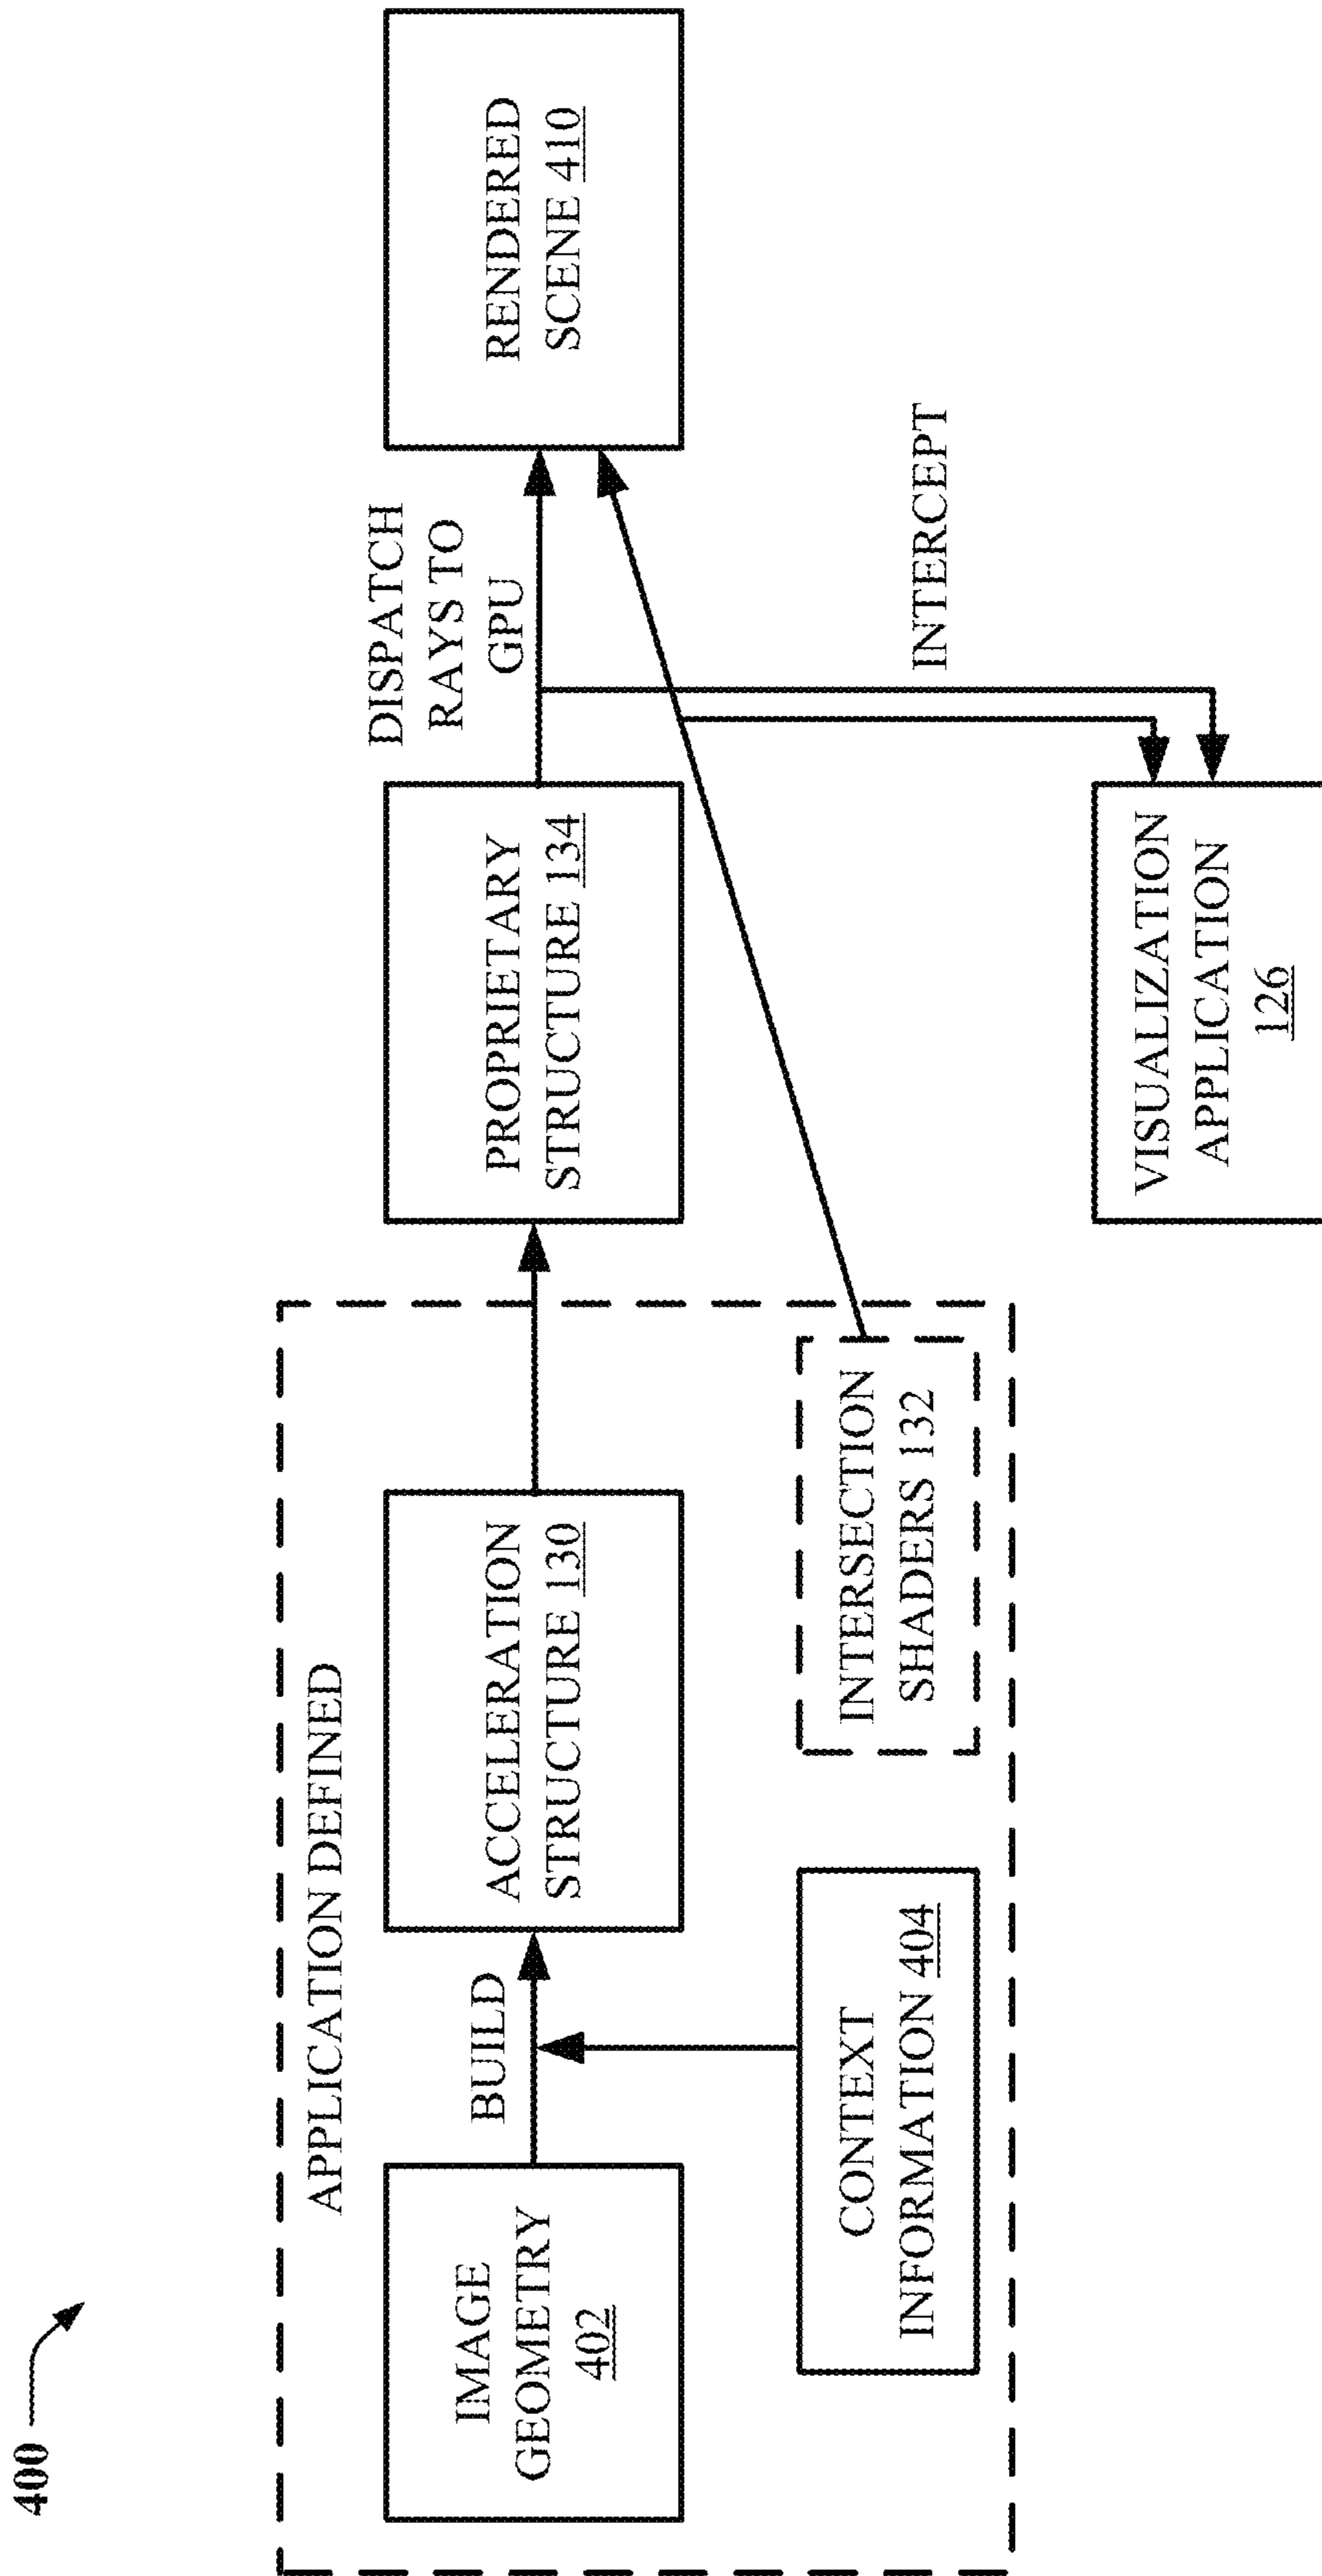 400
APPLICATION DEFINED
IMAGE
GEOMETRY
402
BUILD
ACCELERATION
STRUCTURE 130
CONTEXT
INFORMATION 404
INTERSECTION
SHADERS 132
PROPRIETARY
STRUCTURE 134
DISPATCH
RAYS TO
GPU
RENDERED
SCENE 410
INTERCEPT
VISUALIZATION
APPLICATION
126